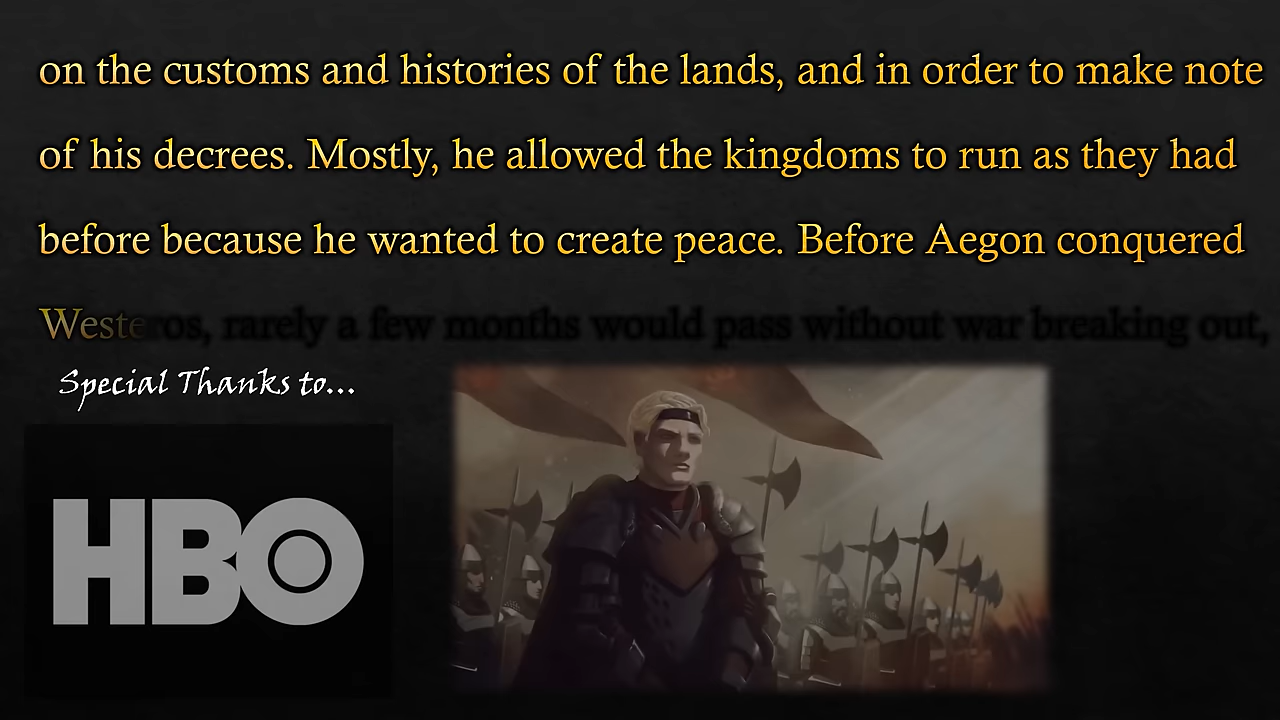 on the customs and histories of the lands, and in order to make note
of his decrees. Mostly, he allowed the kingdoms to run as they had
before because he wanted to create peace. Before Aegon conquered
Westeros, rarely a few months would pass without war breaking out,
Special Thanks to...
HBO